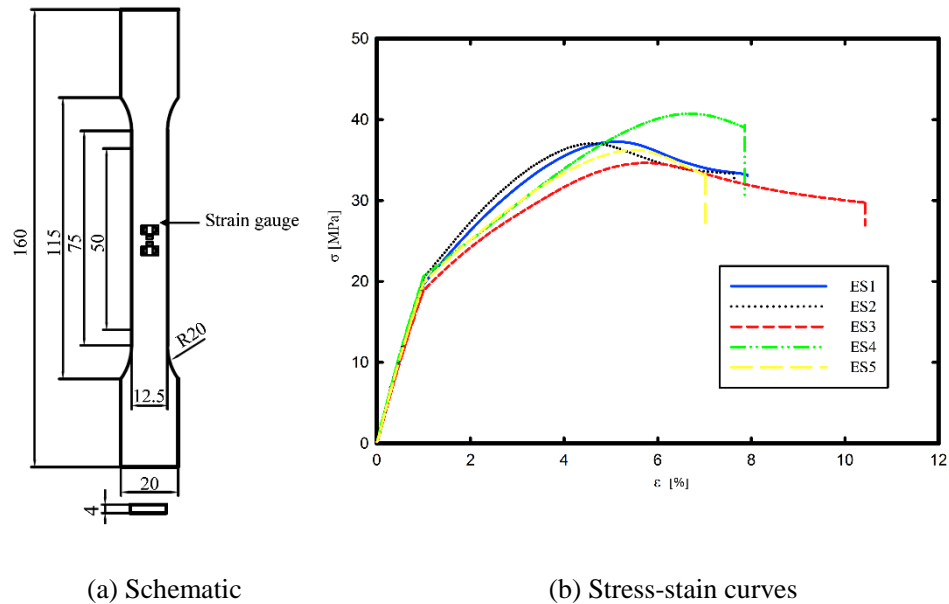 160
115
75
50
Strain gauge
R20
12.5
20
4
50
40
30
20
10
0
σ [MPa]
0 2 4 6 8 10 12
ε [%]
ES1
ES2
ES3
ES4
ES5
(a) Schematic
(b) Stress-stain curves